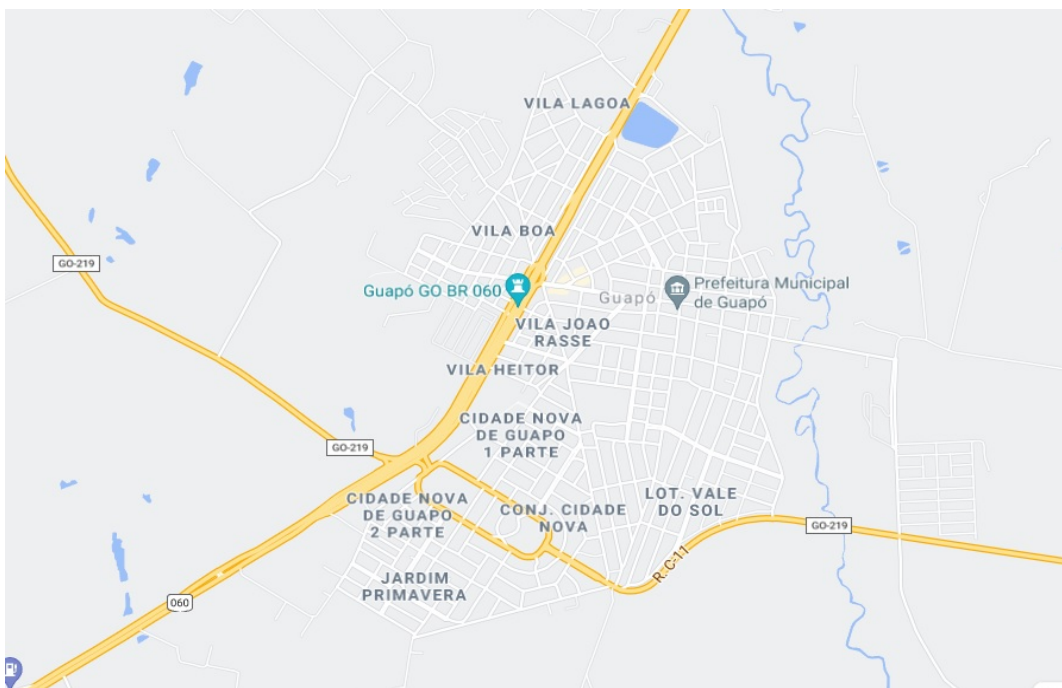 VILA LAGOA
VILA BOA
GO-219
Guapó GO BR 060
Guapó
Prefeitura Municipal
de Guapó
VILA JOAO
RASSE
VILA HEITOR
CIDADE NOVA
DE GUAPO
1 PARTE
GO-219
CIDADE NOVA
DE GUAPO
2 PARTE
CONJ. CIDADE
NOVA
LOT. VALE
DO SOL
GO-219
R. C-11
JARDIM
PRIMAVERA
060